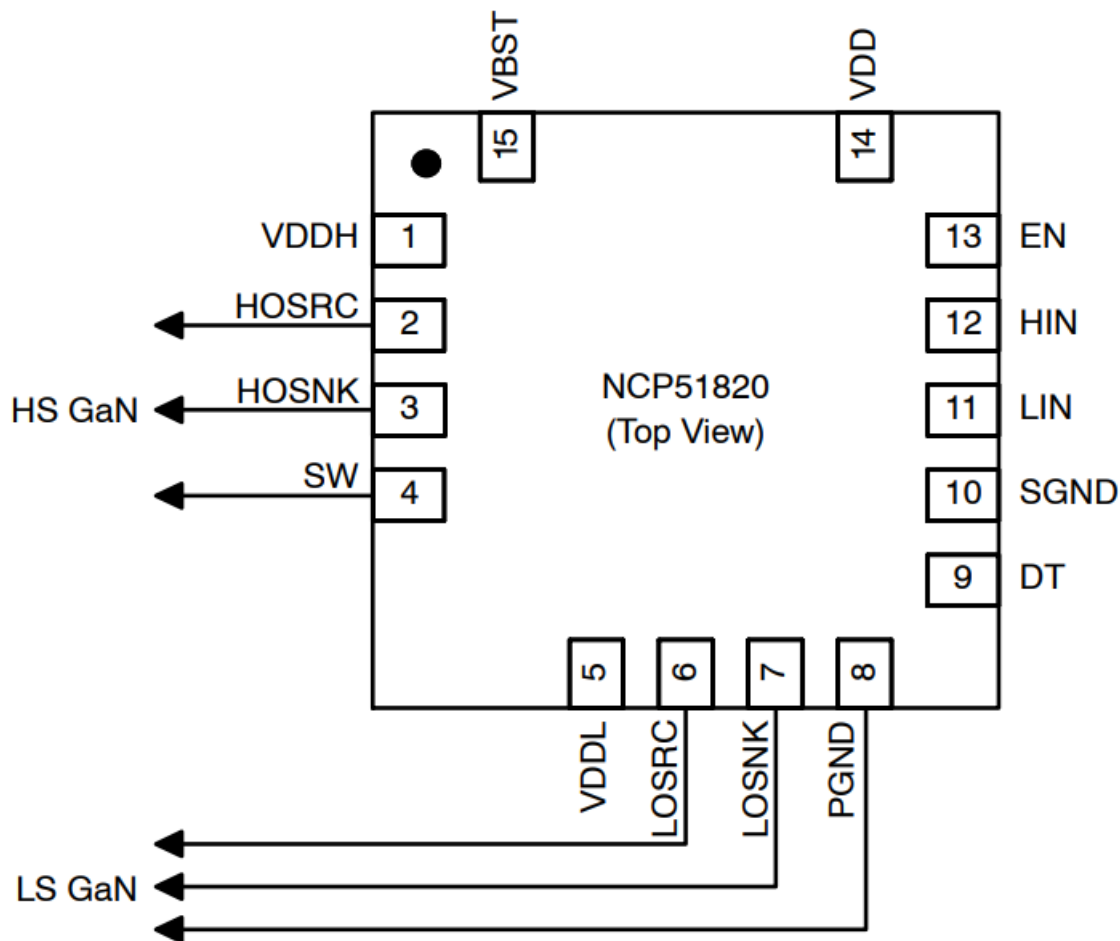 VBST
VDD
15
14
VDDH 1
13 EN
HOSRC 2
12 HIN
HS GaN
HOSNK 3
11 LIN
SW 4
10 SGND
9 DT
NCP51820
(Top View)
5 6 7 8
VDDL
LOSRC
LOSNK
PGND
LS GaN